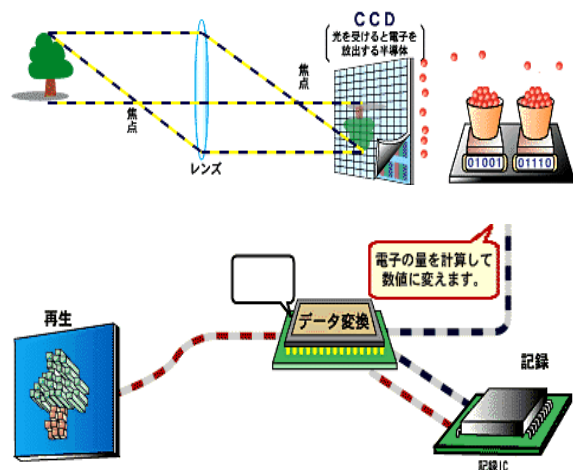 CCD
光を受けると電子を
放出する半導体
焦点
焦点
レンズ
01001
01110
電子の量を計算して
数値に変えます。
データ変換
再生
記録
記録IC